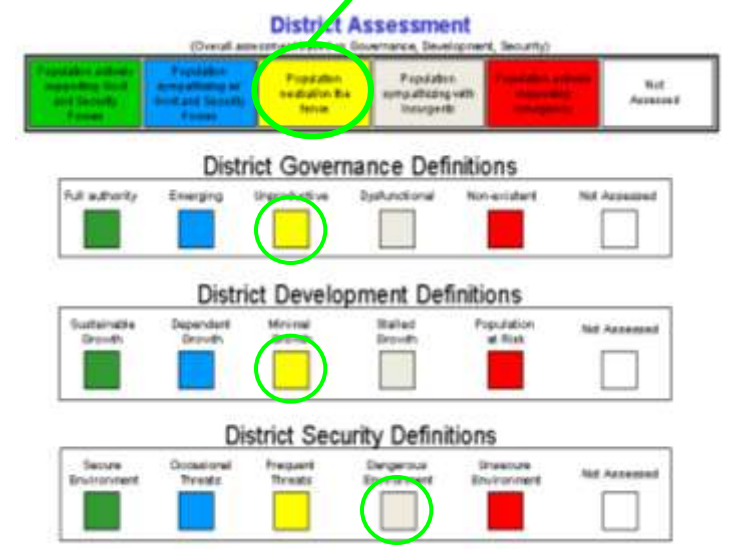 District Assessment
(Overall assessment based on Governance, Development, Security)
Population actively
supporting Govt
and Security
Forces
Population
sympathizing w/
Govt and Security
Forces
Population
neutral/on the
fence
Population
sympathizing with
Insurgents
Population actively
supporting
Not
Assessed
District Governance Definitions
Full authority Emerging Unproductive Dysfunctional Non-existent Not Assessed
District Development Definitions
Sustainable Growth
Dependent Growth
Minimal Growth
Stalled Growth
Population at Risk
Not Assessed
District Security Definitions
Secure Environment
Occasional Threats
Frequent Threats
Dangerous Environment
Unsecure Environment
Not Assessed